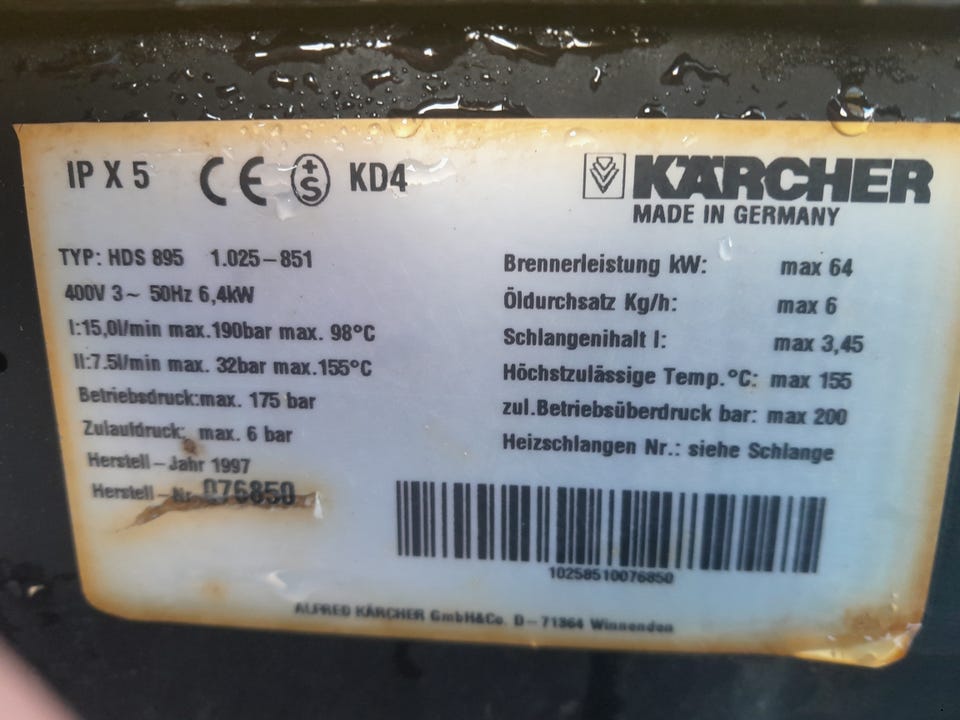 IP X 5 CE +S KD4
KÄRCHER
MADE IN GERMANY
TYP: HDS 895 1.025-851
400V 3~ 50Hz 6,4kW
I:15,0l/min max.190bar max. 98°C
II:7.5l/min max. 32bar max.155°C
Betriebsdruck:max. 175 bar
Zulaufdruck: max. 6 bar
Herstell-Jahr 1997
Herstell-Nr. 076850
Brennerleistung kW: max 64
Öldurchsatz Kg/h: max 6
Schlangenihalt l: max 3,45
Höchstzulässige Temp.°C: max 155
zul.Betriebsüberdruck bar: max 200
Heizschlangen Nr.: siehe Schlange
10258510076850
ALFRED KÄRCHER GmbH&Co. D-71364 Winnenden